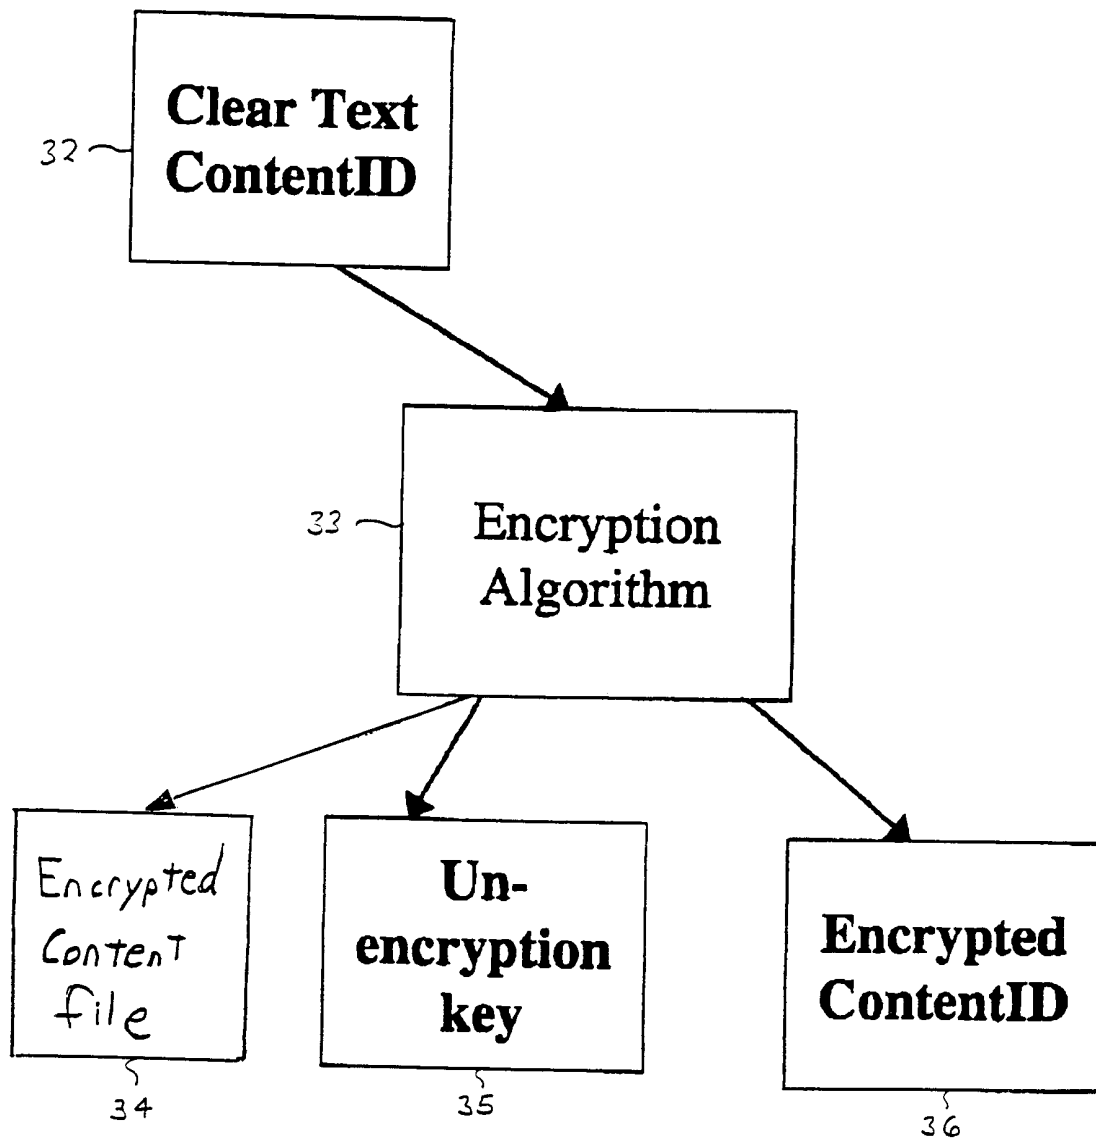 Clear Text
ContentID
32
33
Encryption
Algorithm
Encrypted
Content
file
Un-
encryption
key
Encrypted
ContentID
34
35
36